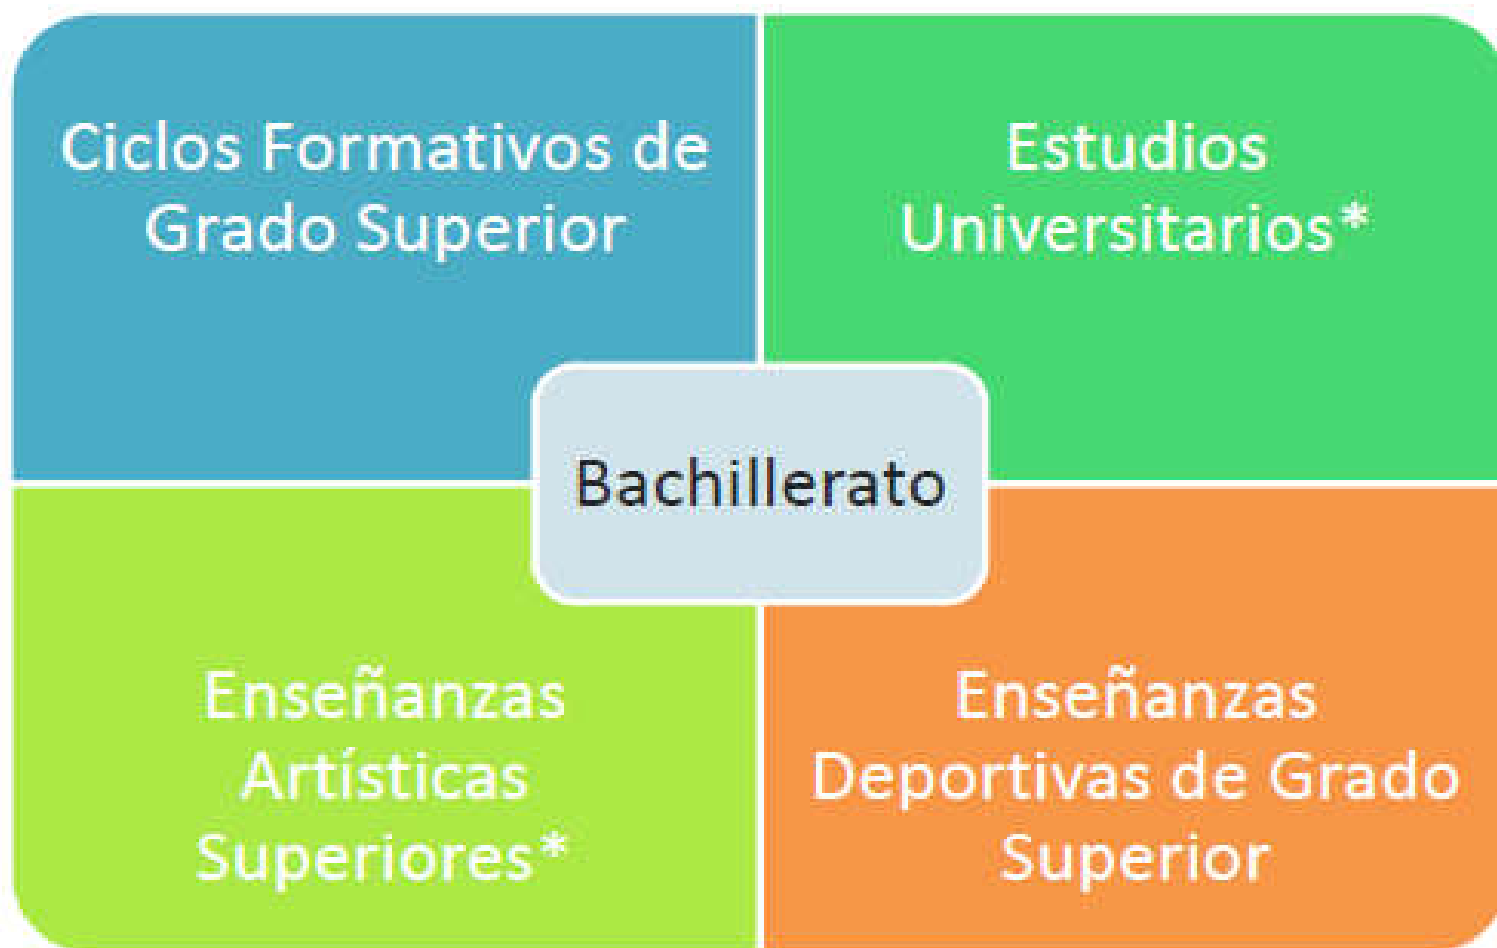 Ciclos Formativos de
Grado Superior
Estudios
Universitarios*
Bachillerato
Enseñanzas
Artísticas
Superiores*
Enseñanzas
Deportivas de Grado
Superior